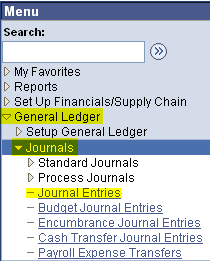 Menu
Search:
My Favorites
Reports
Set Up Financials/Supply Chain
General Ledger
Setup General Ledger
Journals
Standard Journals
Process Journals
Journal Entries
Budget Journal Entries
Encumbrance Journal Entries
Cash Transfer Journal Entries
Payroll Expense Transfers